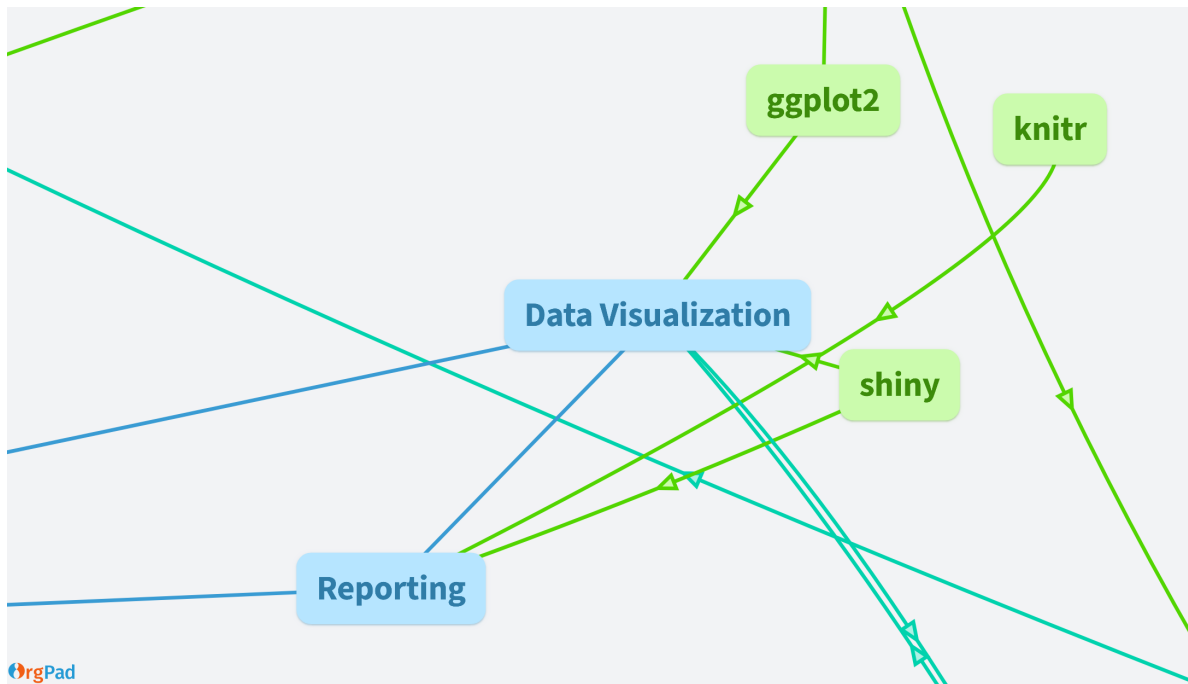 ggplot2
knitr
Data Visualization
shiny
Reporting
OrgPad